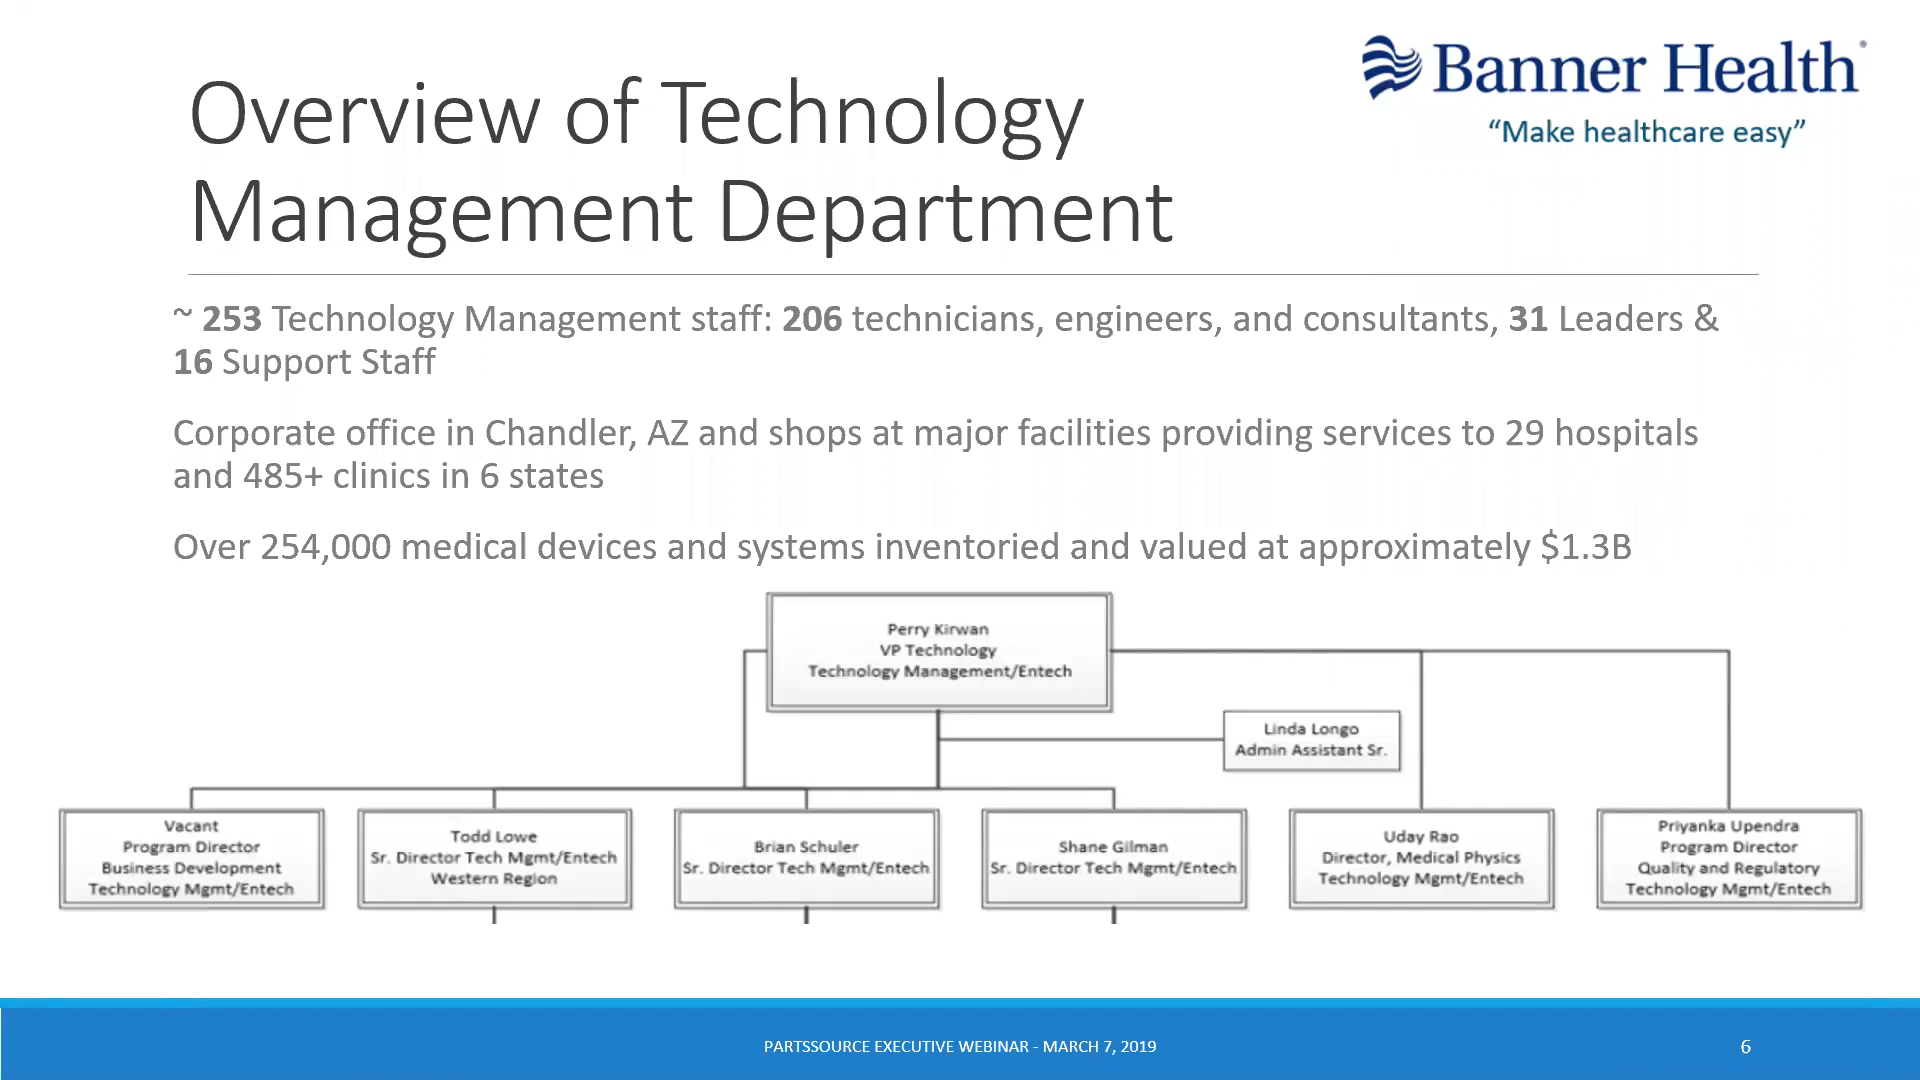 Banner Health
“Make healthcare easy”
Overview of Technology
Management Department
~ 253 Technology Management staff: 206 technicians, engineers, and consultants, 31 Leaders &
16 Support Staff
Corporate office in Chandler, AZ and shops at major facilities providing services to 29 hospitals
and 485+ clinics in 6 states
Over 254,000 medical devices and systems inventoried and valued at approximately $1.3B
Perry Kirwan
VP Technology
Technology Management/Entech
Linda Longo
Admin Assistant Sr.
Vacant
Program Director
Business Development
Technology Mgmt/Entech
Todd Lowe
Sr. Director Tech Mgmt/Entech
Western Region
Brian Schuler
Sr. Director Tech Mgmt/Entech
Shane Gilman
Sr. Director Tech Mgmt/Entech
Uday Rao
Director, Medical Physics
Technology Mgmt/Entech
Priyanka Upendra
Program Director
Quality and Regulatory
Technology Mgmt/Entech
PARTSSOURCE EXECUTIVE WEBINAR - MARCH 7, 2019
6